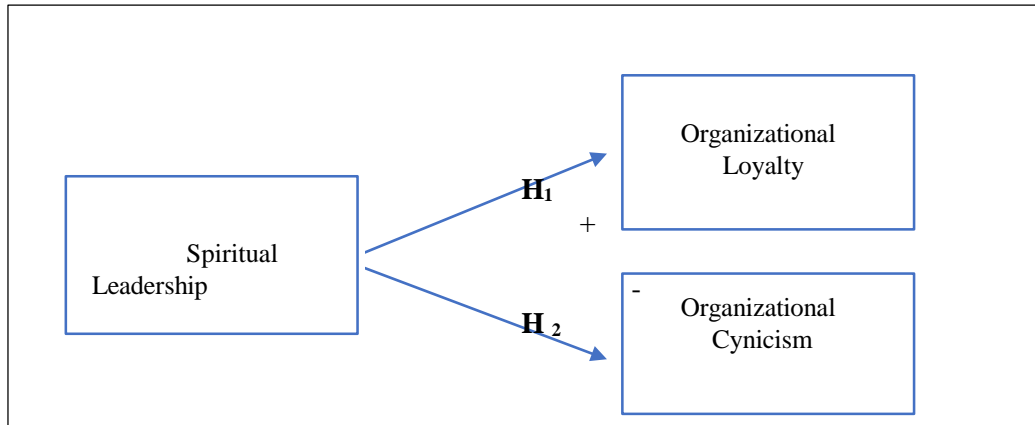 Organizational
Loyalty
H₁
+
Spiritual
Leadership
-
Organizational
Cynicism
H ₂